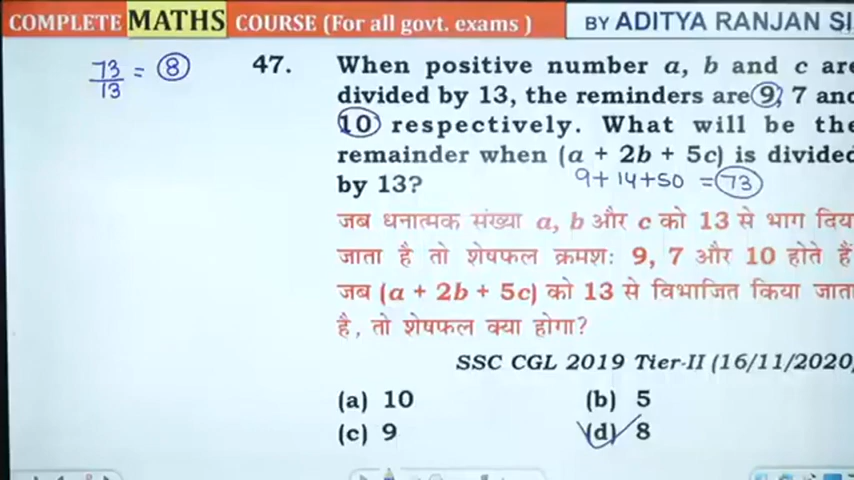 COMPLETE MATHS COURSE (For all govt. exams ) BY ADITYA RANJAN SI
73/13 = 8
47. When positive number a, b and c are
divided by 13, the reminders are 9, 7 and
10 respectively. What will be the
remainder when (a + 2b + 5c) is divided
by 13? 9+14+50 = 73
जब धनात्मक संख्या a, b और c को 13 से भाग दिया
जाता है तो शेषफल क्रमशः 9, 7 और 10 होते हैं
जब (a + 2b + 5c) को 13 से विभाजित किया जाता
है, तो शेषफल क्या होगा?
SSC CGL 2019 Tier-II (16/11/2020)
(a) 10 (b) 5
(c) 9 (d) 8